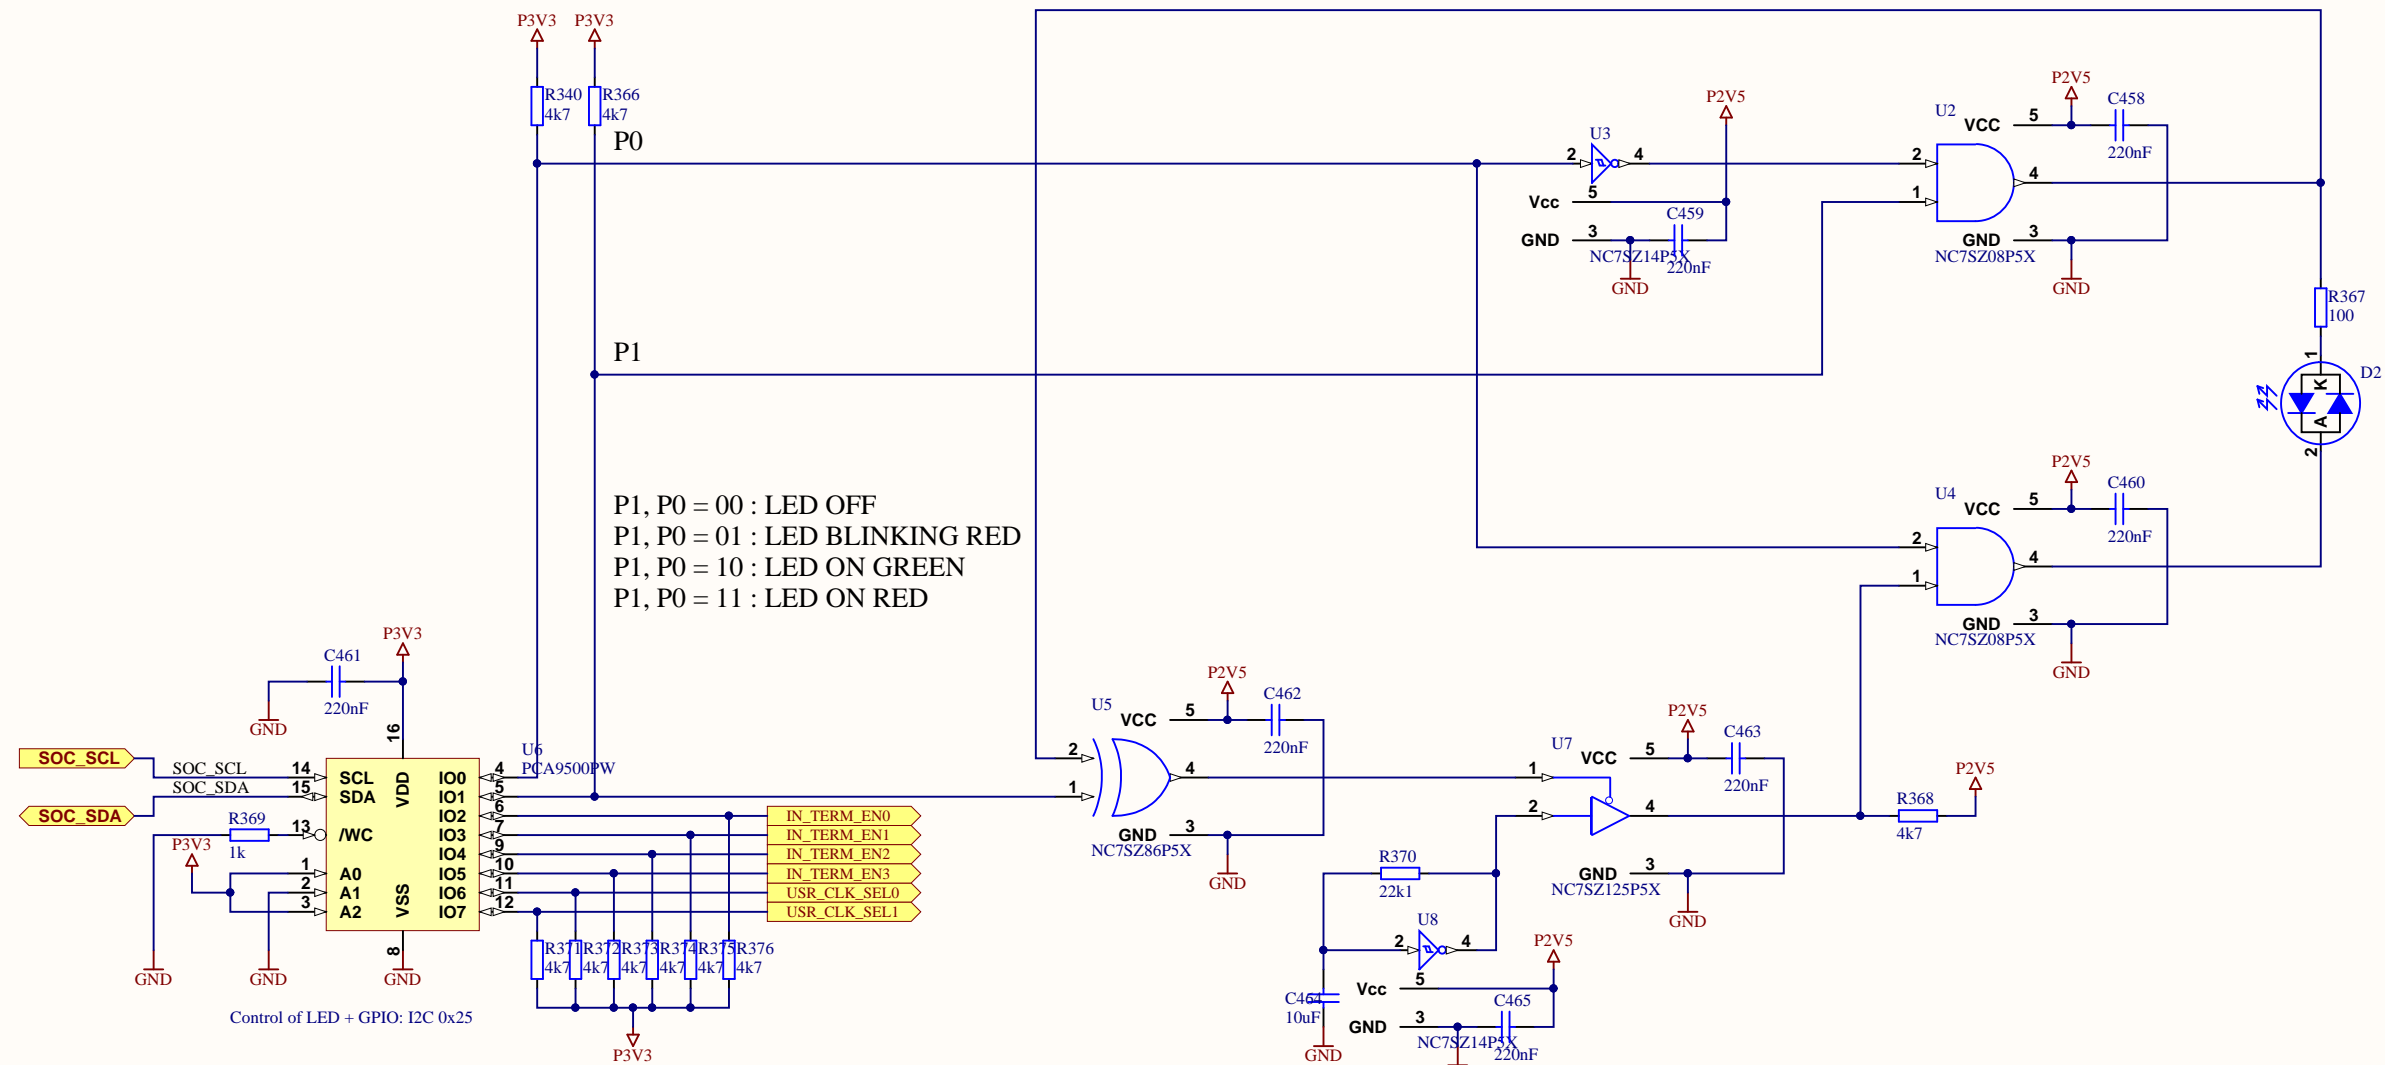 P3V3 P3V3
R340
4k7
R366
4k7
P0
P1
P1, P0 = 00 : LED OFF
P1, P0 = 01 : LED BLINKING RED
P1, P0 = 10 : LED ON GREEN
P1, P0 = 11 : LED ON RED
U3
2
4
P2V5
Vcc
5
GND
3
C459
220nF
NC7SZ14P5X
GND
U2
VCC
5
P2V5
C458
220nF
2
1
4
GND
3
NC7SZ08P5X
GND
R367
100
1
D2
K
A
2
U4
VCC
5
P2V5
C460
220nF
2
1
4
GND
3
NC7SZ08P5X
GND
P3V3
C461
220nF
GND
16
SOC_SCL
SOC_SDA
SOC_SCL
SOC_SDA
14
15
13
1
2
3
R369
1k
P3V3
GND
GND
GND
U6
PCA9500PW
SCL
SDA
/WC
A0
A1
A2
VDD
VSS
8
IO0
IO1
IO2
IO3
IO4
IO5
IO6
IO7
4
5
6
7
9
10
11
12
IN_TERM_EN0
IN_TERM_EN1
IN_TERM_EN2
IN_TERM_EN3
USR_CLK_SEL0
USR_CLK_SEL1
R371 R372 R373 R374 R375 R376
4k7 4k7 4k7 4k7 4k7 4k7
P3V3
Control of LED + GPIO: I2C 0x25
U5
VCC
5
P2V5
C462
220nF
2
1
4
GND
3
NC7SZ86P5X
GND
U7
VCC
5
P2V5
C463
220nF
1
2
4
GND
3
NC7SZ125P5X
GND
R368
4k7
P2V5
R370
22k1
U8
2
4
Vcc
5
P2V5
C464
10uF
GND
GND
3
C465
220nF
NC7SZ14P5X